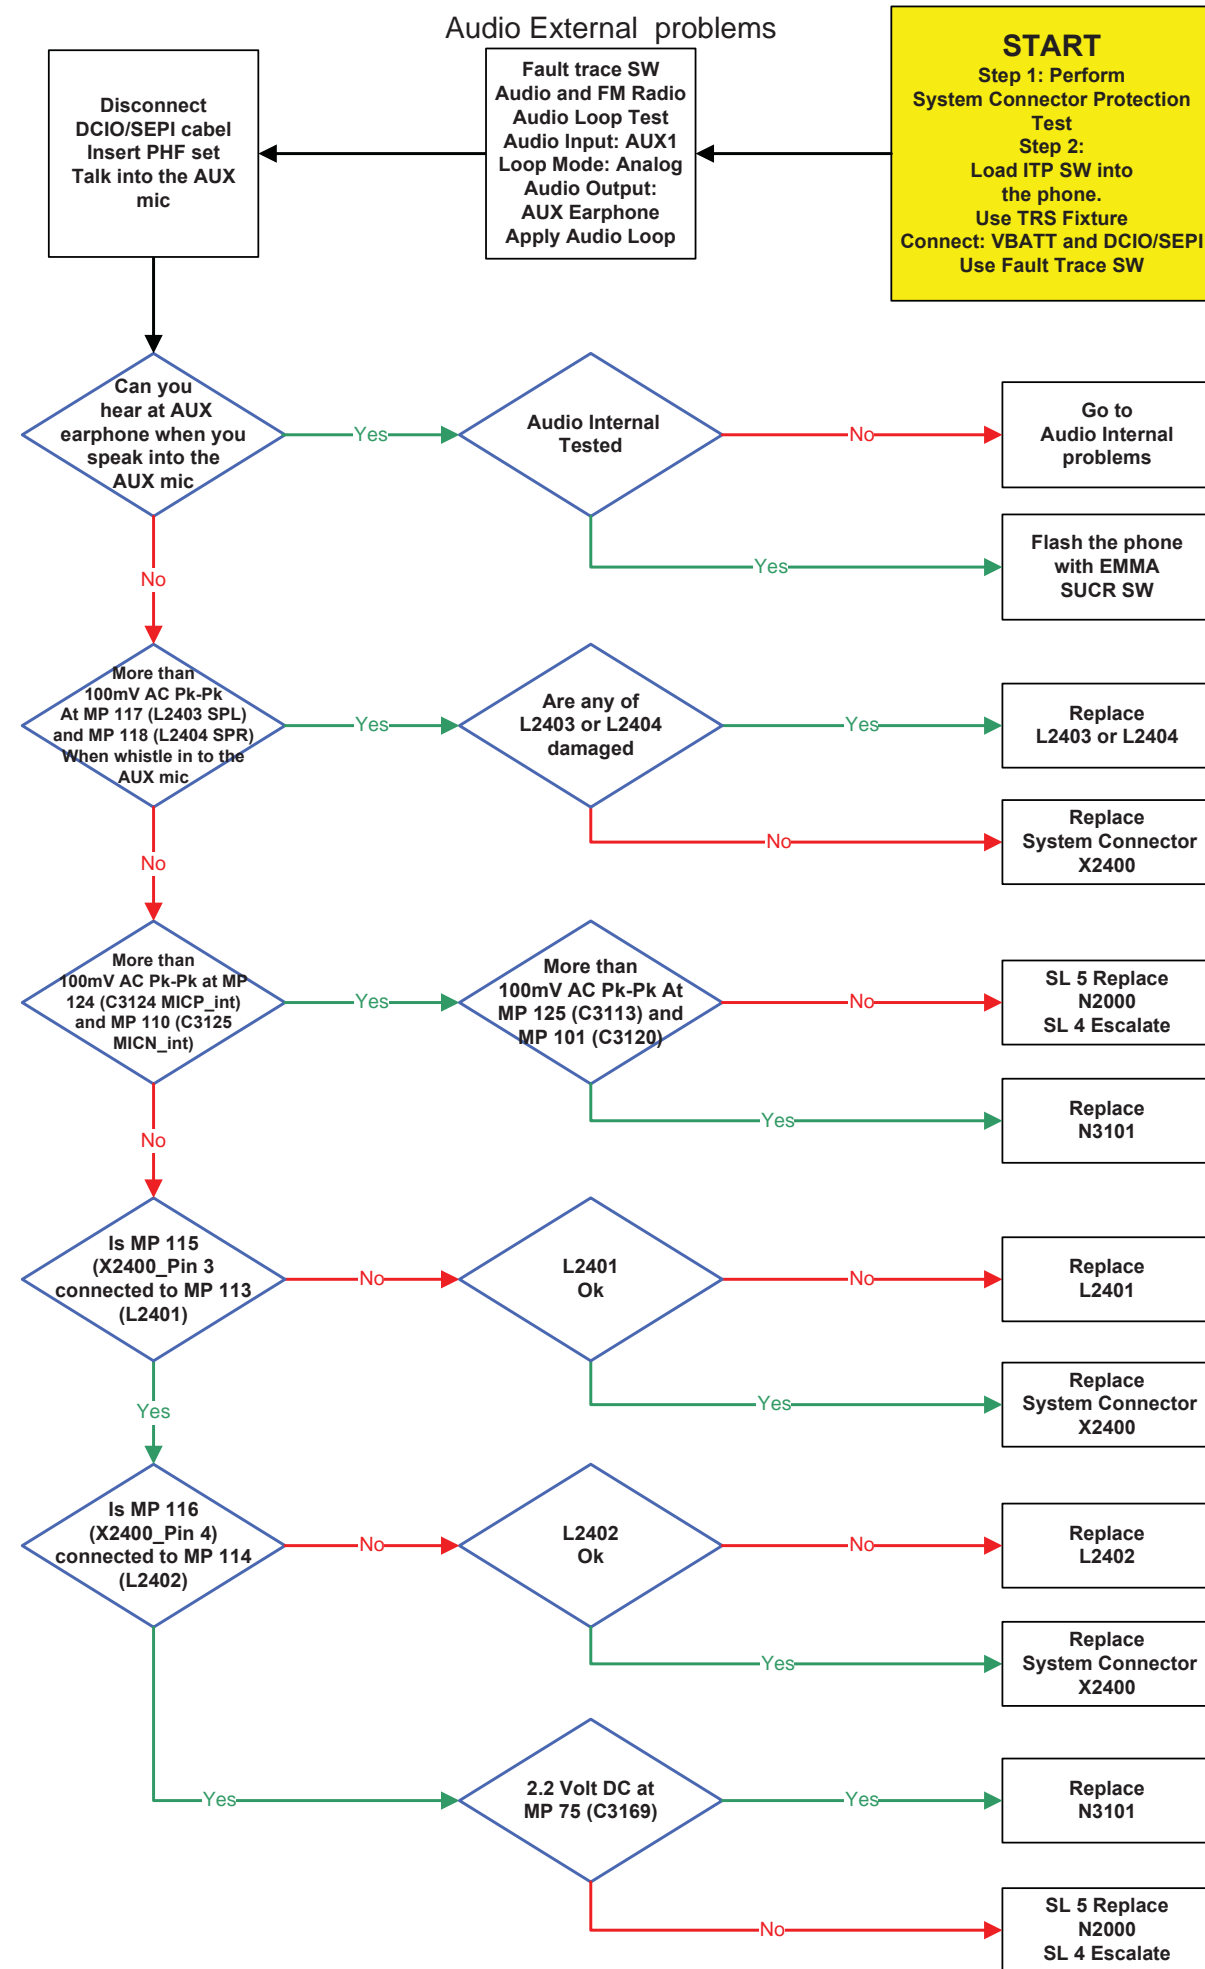 Audio External  problems
START
Step 1: Perform
System Connector Protection
Test
Step 2:
Load ITP SW into
the phone.
Use TRS Fixture
Connect: VBATT and DCIO/SEPI
Use Fault Trace SW
Fault trace SW
Audio and FM Radio
Audio Loop Test
Audio Input: AUX1
Loop Mode: Analog
Audio Output:
AUX Earphone
Apply Audio Loop
Disconnect
DCIO/SEPI cabel
Insert PHF set
Talk into the AUX
mic
Can you
hear at AUX
earphone when you
speak into the
AUX mic
Yes
Audio Internal
Tested
No
Go to
Audio Internal
problems
Yes
Flash the phone
with EMMA
SUCR SW
No
More than
100mV AC Pk-Pk
At MP 117 (L2403 SPL)
and MP 118 (L2404 SPR)
When whistle in to the
AUX mic
Yes
Are any of
L2403 or L2404
damaged
Yes
Replace
L2403 or L2404
No
Replace
System Connector
X2400
No
More than
100mV AC Pk-Pk at MP
124 (C3124 MICP_int)
and MP 110 (C3125
MICN_int)
Yes
More than
100mV AC Pk-Pk At
MP 125 (C3113) and
MP 101 (C3120)
No
SL 5 Replace
N2000
SL 4 Escalate
Yes
Replace
N3101
No
Is MP 115
(X2400_Pin 3
connected to MP 113
(L2401)
No
L2401
Ok
No
Replace
L2401
Yes
Replace
System Connector
X2400
Yes
Is MP 116
(X2400_Pin 4)
connected to MP 114
(L2402)
No
L2402
Ok
No
Replace
L2402
Yes
Replace
System Connector
X2400
Yes
2.2 Volt DC at
MP 75 (C3169)
Yes
Replace
N3101
No
SL 5 Replace
N2000
SL 4 Escalate